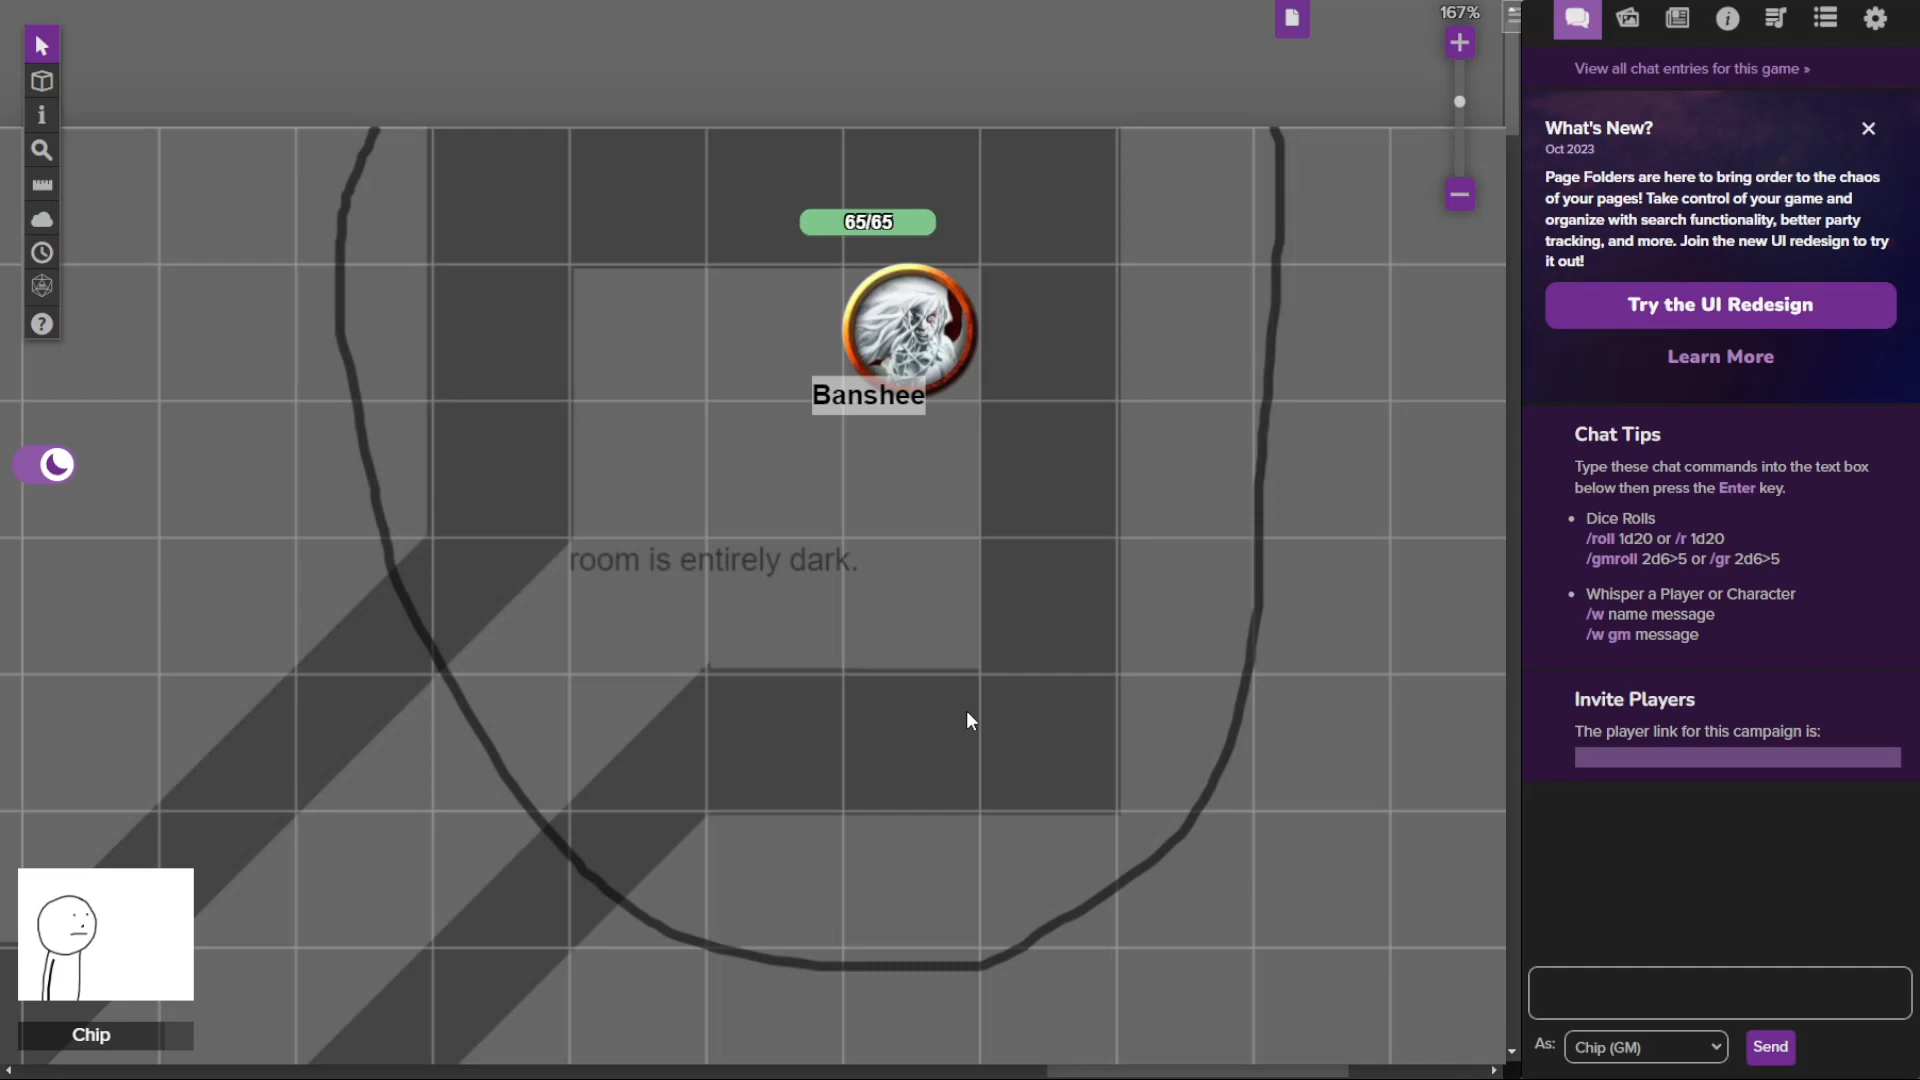 167%
View all chat entries for this game »
What's New?
Oct 2023
Page Folders are here to bring order to the chaos
of your pages! Take control of your game and
organize with search functionality, better party
tracking, and more. Join the new UI redesign to try
it out!
Try the UI Redesign
Learn More
65/65
Banshee
room is entirely dark.
Chat Tips
Type these chat commands into the text box
below then press the Enter key.
• Dice Rolls
/roll 1d20 or /r 1d20
/gmroll 2d6>5 or /gr 2d6>5
• Whisper a Player or Character
/w name message
/w gm message
Invite Players
The player link for this campaign is:
Chip
As:
Chip (GM)
Send